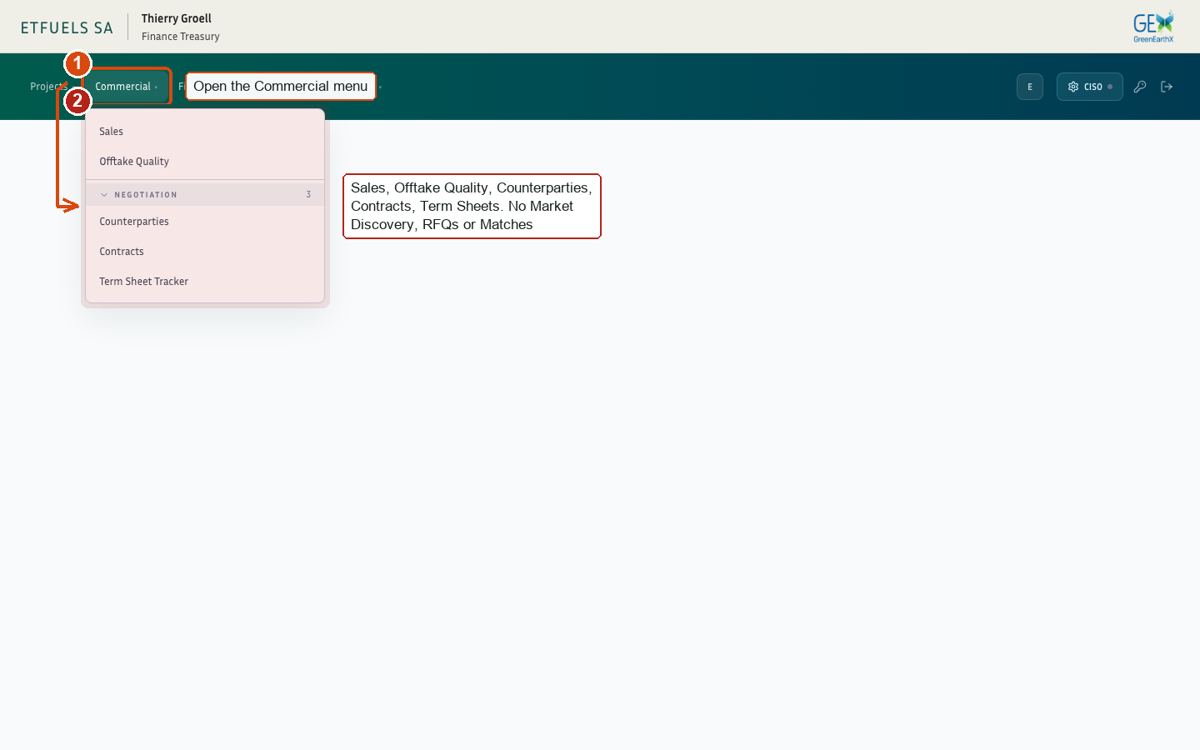 ETFUELS SA
Thierry Groell
Finance Treasury
GEX
GreenEarthX
1
Projects
Commercial
Open the Commercial menu
E
CISO
2
Sales
Offtake Quality
NEGOTIATION 3
Counterparties
Contracts
Term Sheet Tracker
Sales, Offtake Quality, Counterparties,
Contracts, Term Sheets. No Market
Discovery, RFQs or Matches